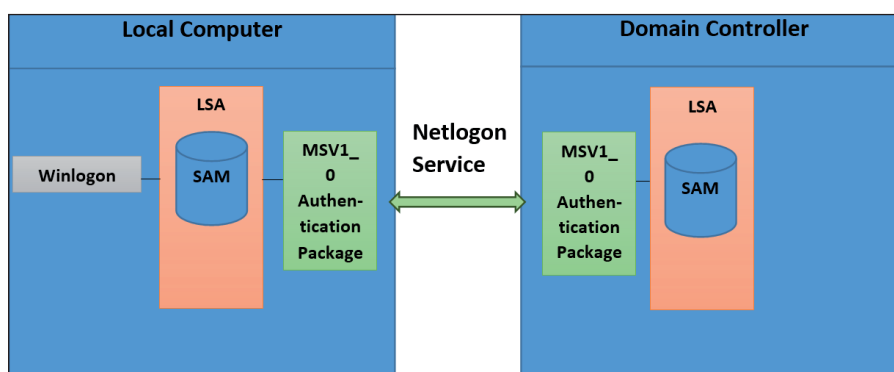 Local Computer
Domain Controller
LSA
SAM
Winlogon
MSV1_
0
Authen-
tication
Package
Netlogon
Service
MSV1_
0
Authen-
tication
Package
LSA
SAM